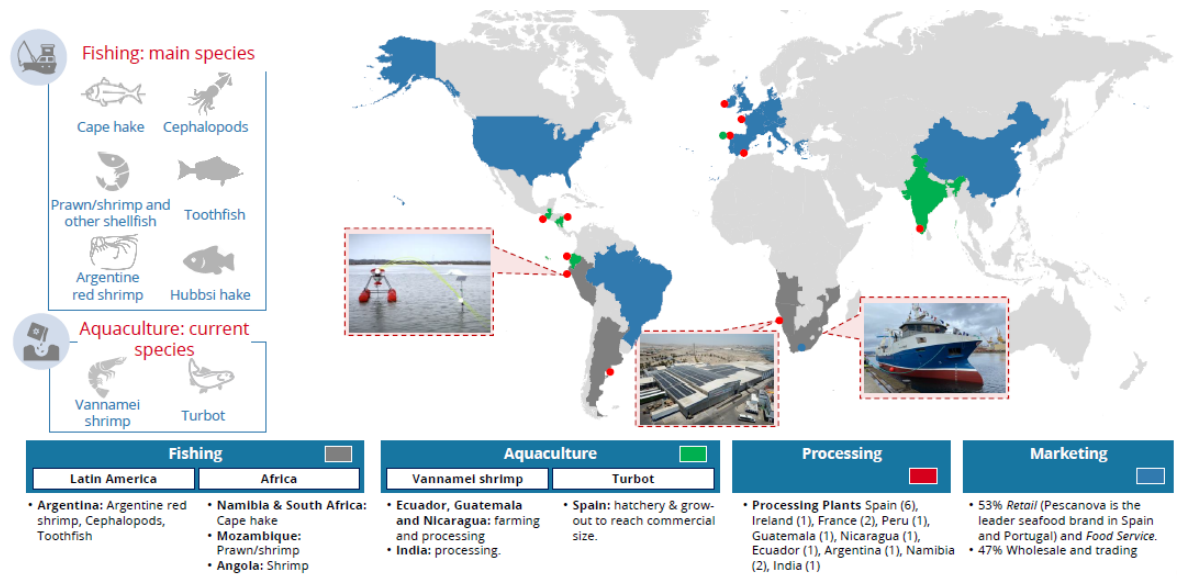 Fishing: main species
Cape hake
Cephalopods
Prawn/shrimp and
other shellfish
Toothfish
Argentine
red shrimp
Hubbsi hake
Aquaculture: current
species
Vannamei
shrimp
Turbot
Fishing
Latin America
Africa
• Argentina: Argentine red
shrimp, Cephalopods,
Toothfish
• Namibia & South Africa:
Cape hake
• Mozambique:
Prawn/shrimp
• Angola: Shrimp
Aquaculture
Vannamei shrimp
Turbot
• Ecuador, Guatemala
and Nicaragua: farming
and processing
• India: processing.
• Spain: hatchery & grow-
out to reach commercial
size.
Processing
• Processing Plants Spain (6),
Ireland (1), France (2), Peru (1),
Guatemala (1), Nicaragua (1),
Ecuador (1), Argentina (1), Namibia
(2), India (1)
Marketing
• 53% Retail (Pescanova is the
leader seafood brand in Spain
and Portugal) and Food Service.
• 47% Wholesale and trading